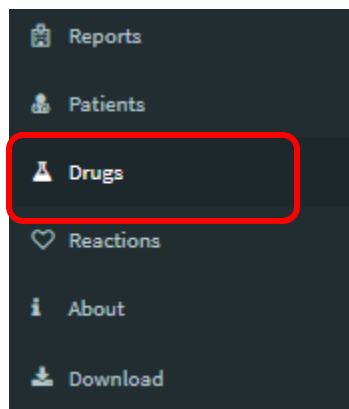 Reports
Patients
Drugs
Reactions
About
Download